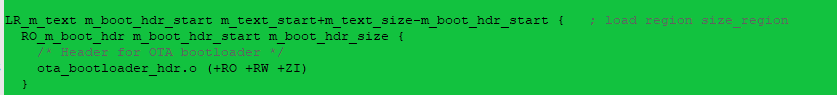 LR_m_text m_boot_hdr_start m_text_start+m_text_size-m_boot_hdr_start {   ; load region size_region
  RO_m_boot_hdr m_boot_hdr_start m_boot_hdr_size {
    /* Header for OTA bootloader */
    ota_bootloader_hdr.o (+RO +RW +ZI)
  }